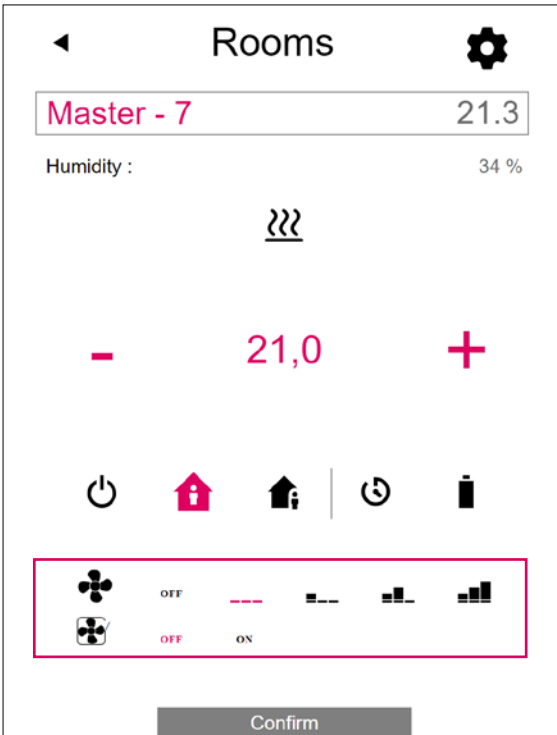 Rooms
Master - 7 21.3
Humidity : 34 %
- 21,0 +
OFF
OFF ON
Confirm